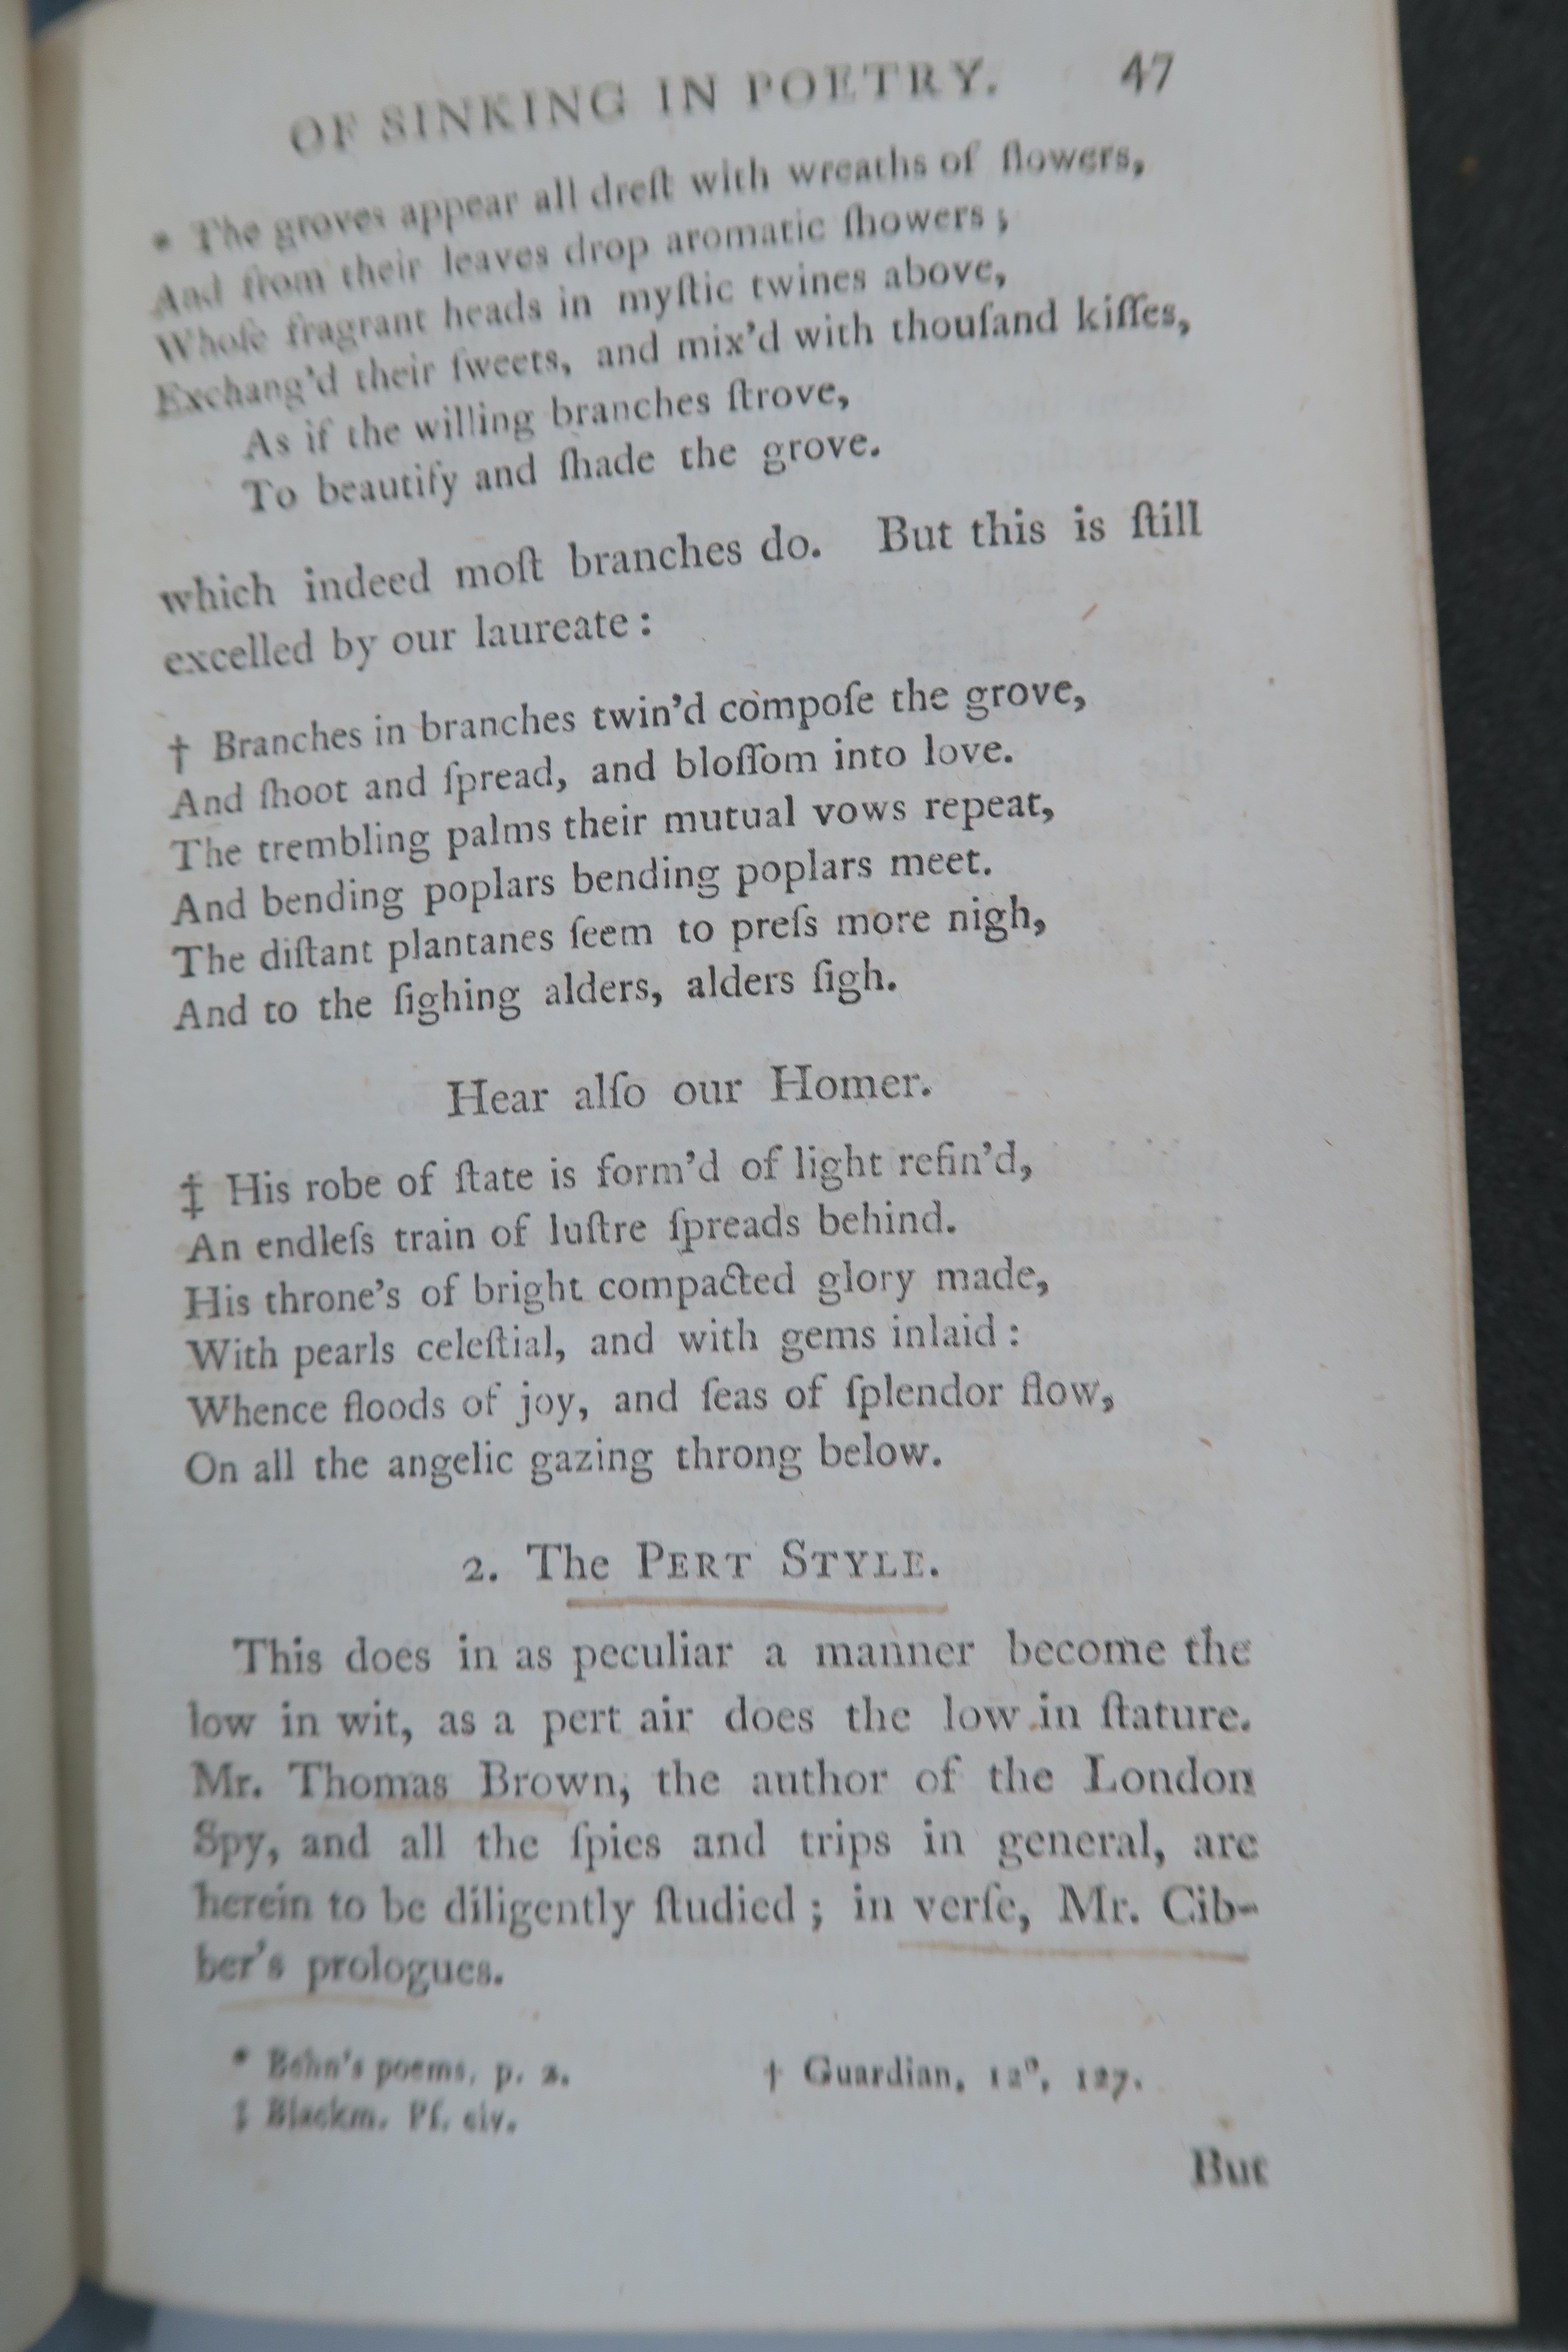 OF SINKING IN POETRY. 47
* The groves appear all dreſt with wreaths of flowers,
And from their leaves drop aromatic ſhowers;
Whoſe fragrant heads in myſtic twines above,
Exchang'd their ſweets, and mix'd with thouſand kiſſes,
As if the willing branches ſtrove,
To beautify and ſhade the grove.
which indeed moſt branches do. But this is ſtill
excelled by our laureate:
† Branches in branches twin'd compoſe the grove,
And ſhoot and ſpread, and bloſſom into love.
The trembling palms their mutual vows repeat,
And bending poplars bending poplars meet.
The diſtant plantanes ſeem to preſs more nigh,
And to the ſighing alders, alders ſigh.
Hear alſo our Homer.
‡ His robe of ſtate is form'd of light refin'd,
An endleſs train of luſtre ſpreads behind.
His throne's of bright compacted glory made,
With pearls celeſtial, and with gems inlaid:
Whence floods of joy, and ſeas of ſplendor flow,
On all the angelic gazing throng below.
2. The PERT STYLE.
This does in as peculiar a manner become the
low in wit, as a pert air does the low in ſtature.
Mr. Thomas Brown, the author of the London
Spy, and all the ſpies and trips in general, are
herein to be diligently ſtudied; in verſe, Mr. Cib-
ber's prologues.
* Behn's poems, p. 2. † Guardian, 12°, 127.
‡ Blackm. Pſ. civ.
But